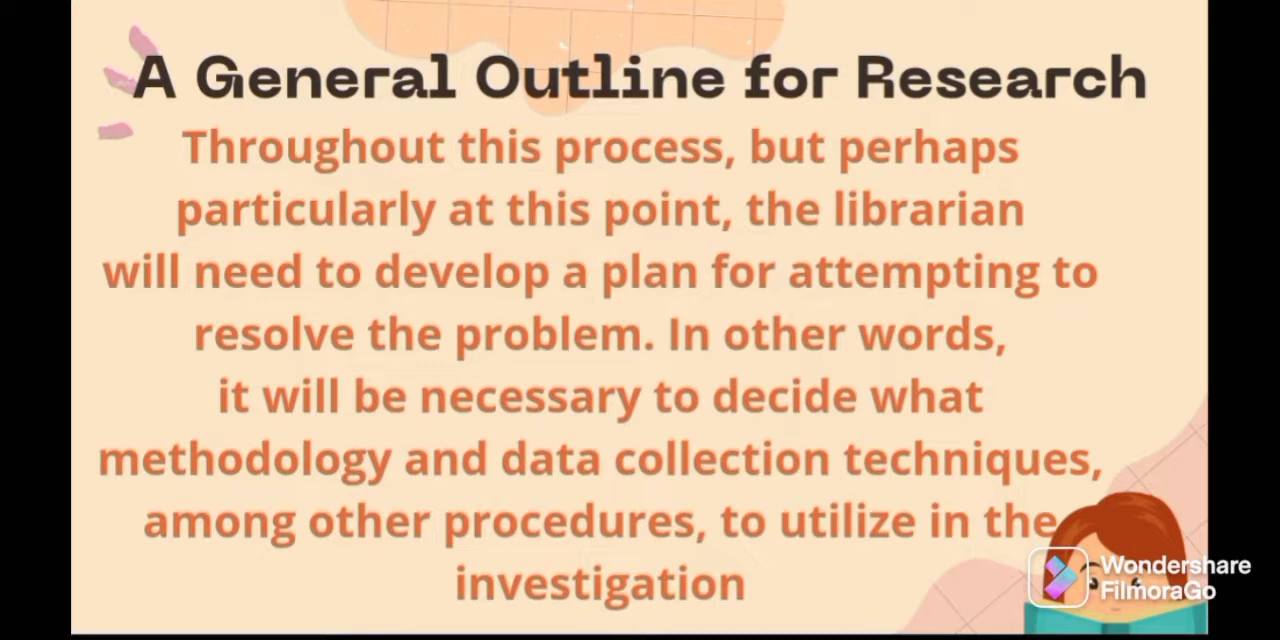 A General Outline for Research
Throughout this process, but perhaps
particularly at this point, the librarian
will need to develop a plan for attempting to
resolve the problem. In other words,
it will be necessary to decide what
methodology and data collection techniques,
among other procedures, to utilize in the
investigation
Wondershare
FilmoraGo